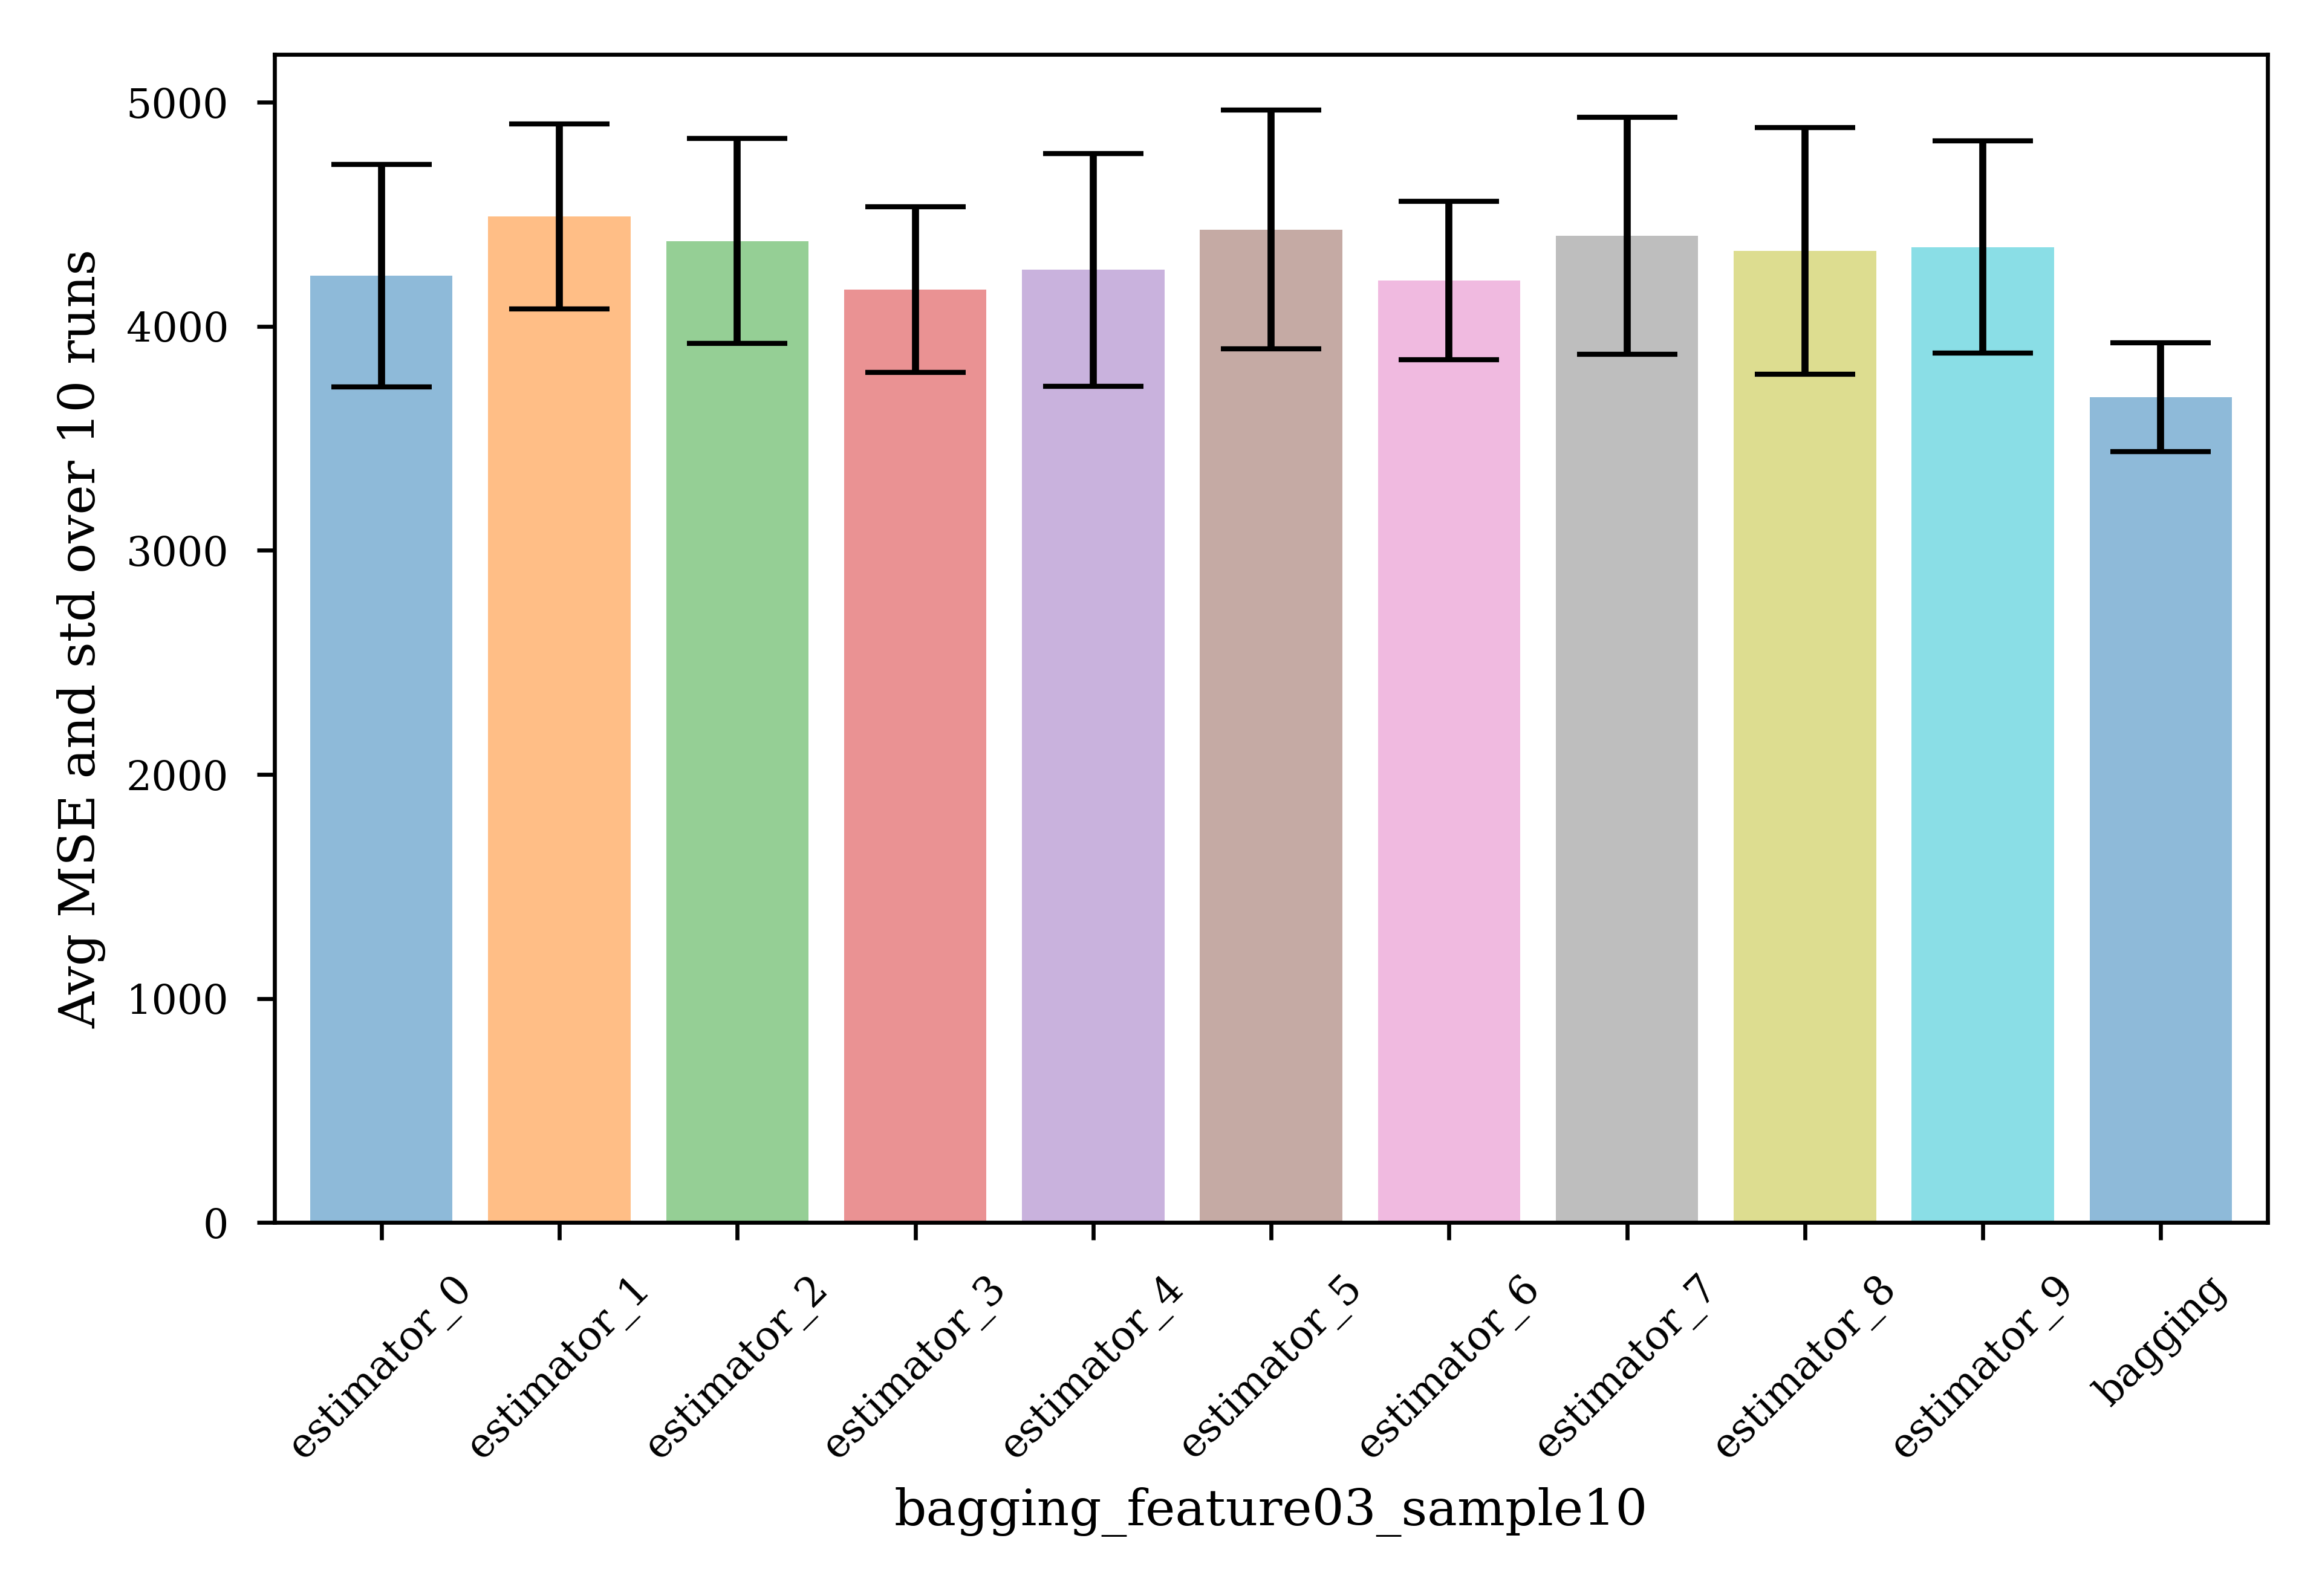 Avg MSE and std over 10 runs
5000
4000
3000
2000
1000
0
estimator_0
estimator_1
estimator_2
estimator_3
estimator_4
estimator_5
estimator_6
estimator_7
estimator_8
estimator_9
bagging
bagging_feature03_sample10